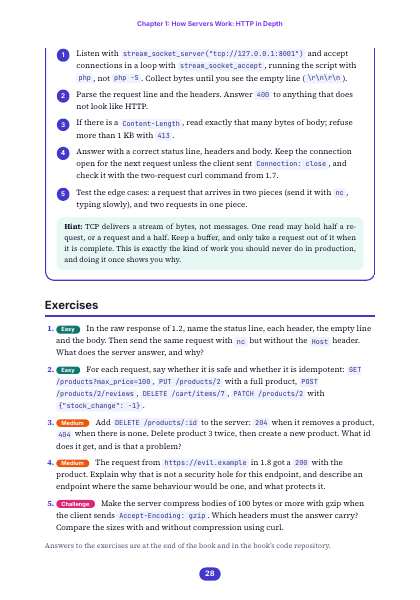 Chapter 1: How Servers Work: HTTP in Depth
1 Listen with stream_socket_server("tcp://127.0.0.1:8001") and accept
connections in a loop with stream_socket_accept, running the script with
php, not php -S. Collect bytes until you see the empty line (\r\n\r\n).
2 Parse the request line and the headers. Answer 400 to anything that does
not look like HTTP.
3 If there is a Content-Length, read exactly that many bytes of body; refuse
more than 1 KB with 413.
4 Answer with a correct status line, headers and body. Keep the connection
open for the next request unless the client sent Connection: close, and
check it with the two-request curl command from 1.7.
5 Test the edge cases: a request that arrives in two pieces (send it with nc,
typing slowly), and two requests in one piece.
Hint: TCP delivers a stream of bytes, not messages. One read may hold half a re-
quest, or a request and a half. Keep a buffer, and only take a request out of it when
it is complete. This is exactly the kind of work you should never do in production,
and doing it once shows you why.
Exercises
1. Easy In the raw response of 1.2, name the status line, each header, the empty line
and the body. Then send the same request with nc but without the Host header.
What does the server answer, and why?
2. Easy For each request, say whether it is safe and whether it is idempotent: GET
/products?max_price=100, PUT /products/2 with a full product, POST
/products/2/reviews, DELETE /cart/items/7, PATCH /products/2 with
{"stock_change": -1}.
3. Medium Add DELETE /products/:id to the server: 204 when it removes a product,
404 when there is none. Delete product 3 twice, then create a new product. What id
does it get, and is that a problem?
4. Medium The request from https://evil.example in 1.8 got a 200 with the
product. Explain why that is not a security hole for this endpoint, and describe an
endpoint where the same behaviour would be one, and what protects it.
5. Challenge Make the server compress bodies of 100 bytes or more with gzip when
the client sends Accept-Encoding: gzip. Which headers must the answer carry?
Compare the sizes with and without compression using curl.
Answers to the exercises are at the end of the book and in the book's code repository.
28